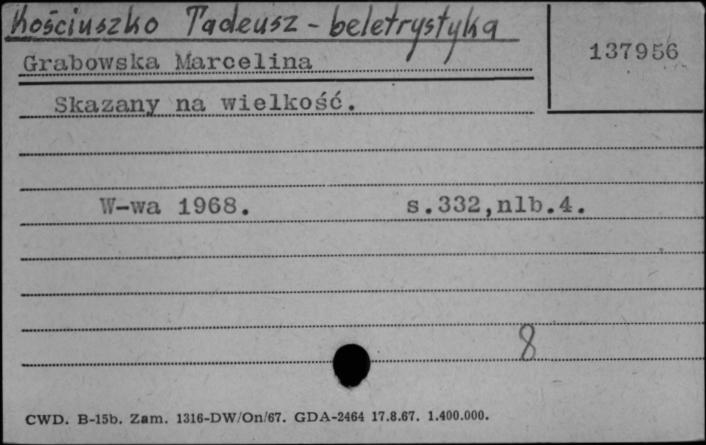 Kościuszko Tadeusz - beletrystyka
137956
Grabowska Marcelina
Skazany na wielkość.
W-wa 1968. s.332,nlb.4.
8
CWD. B-15b. Zam. 1316-DW/On/67. GDA-2464 17.8.67. 1.400.000.